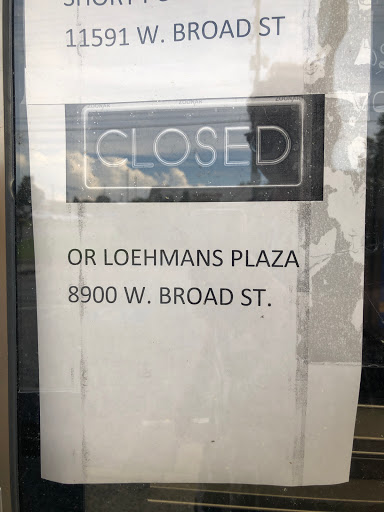 11591 W. BROAD ST
CLOSED
OR LOEHMANS PLAZA
8900 W. BROAD ST.